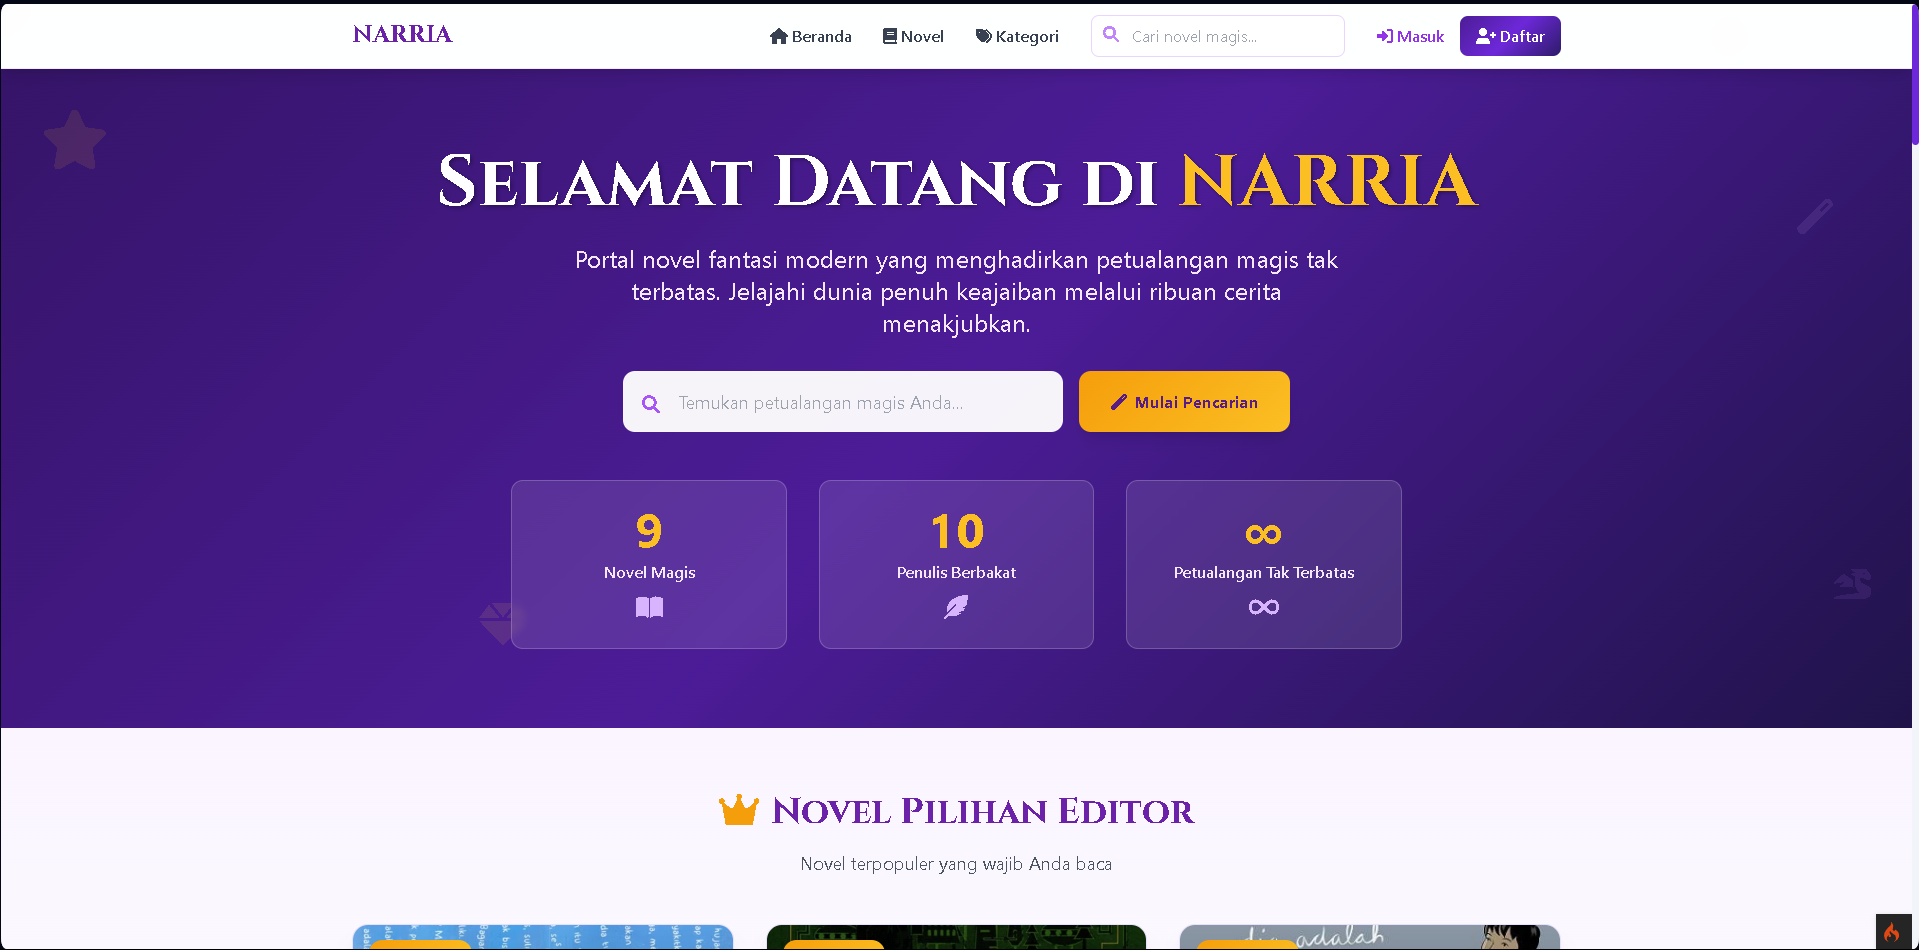 NARRIA
Beranda
Novel
Kategori
Cari novel magis...
Masuk
Daftar
Selamat Datang di NARRIA
Portal novel fantasi modern yang menghadirkan petualangan magis tak
terbatas. Jelajahi dunia penuh keajaiban melalui ribuan cerita
menakjubkan.
Temukan petualangan magis Anda...
Mulai Pencarian
9
Novel Magis
10
Penulis Berbakat
∞
Petualangan Tak Terbatas
Novel Pilihan Editor
Novel terpopuler yang wajib Anda baca
dia adalah